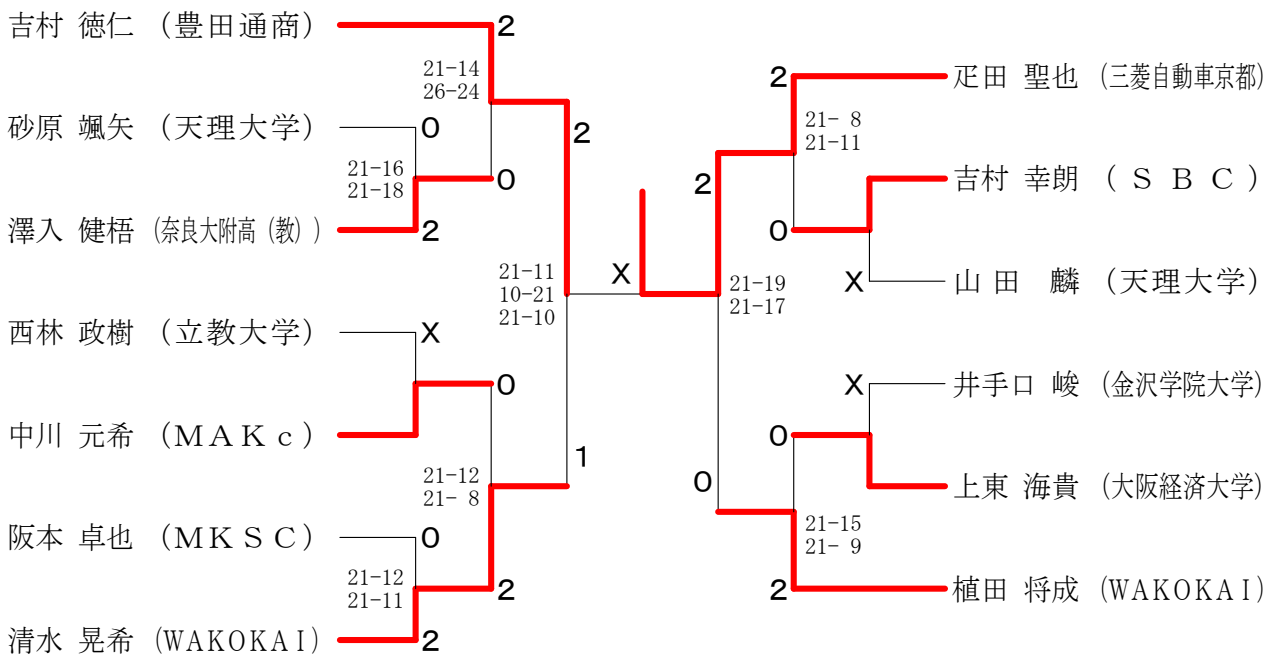 吉村 徳仁 （豊田通商）
2
21-14
26-24
砂原 颯矢 （天理大学）
0
2
21-16
21-18
0
澤入 健梧 (奈良大附高（教）)
2
21-11
10-21
21-10
X
西林 政樹 （立教大学）
X
0
中川 元希 （ＭＡＫｃ）
1
21-12
21- 8
阪本 卓也 （ＭＫＳＣ）
0
21-12
21-11
2
清水 晃希 (WAKOKAI)
2
2
疋田 聖也 (三菱自動車京都)
21- 8
21-11
2
吉村 幸朗 （ＳＢＣ）
0
X
山田 麟 （天理大学）
21-19
21-17
X
井手口 峻 (金沢学院大学)
0
0
上東 海貴 (大阪経済大学)
21-15
21- 9
2
植田 将成 (WAKOKAI)